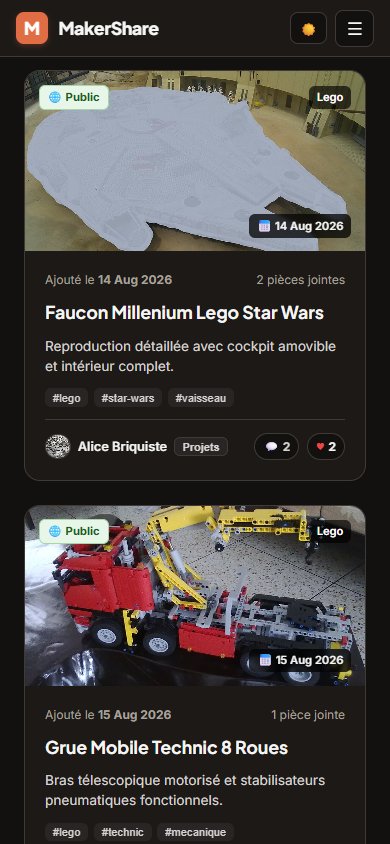 M MakerShare
Public
Lego
14 Aug 2026
Ajouté le 14 Aug 2026
2 pièces jointes
Faucon Millenium Lego Star Wars
Reproduction détaillée avec cockpit amovible
et intérieur complet.
#lego #star-wars #vaisseau
Alice Briquiste Projets 2 2
Public
Lego
15 Aug 2026
Ajouté le 15 Aug 2026
1 pièce jointe
Grue Mobile Technic 8 Roues
Bras télescopique motorisé et stabilisateurs
pneumatiques fonctionnels.
#lego #technic #mecanique